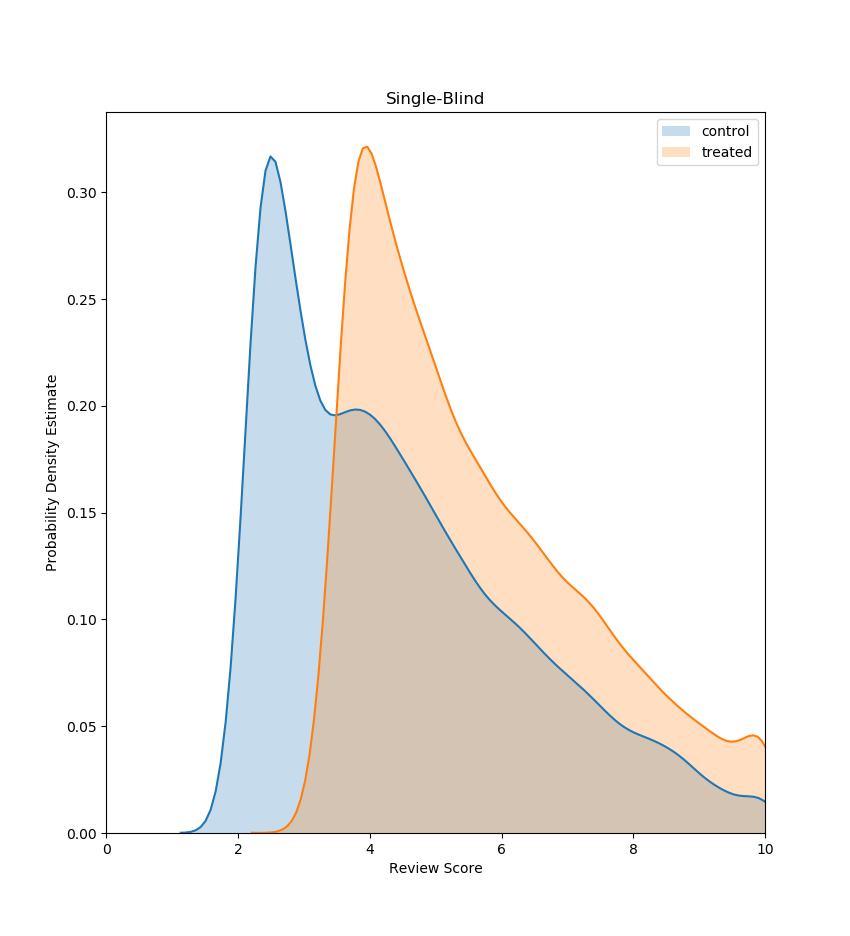 Single-Blind
control
treated
Probability Density Estimate
0.30
0.25
0.20
0.15
0.10
0.05
0.00
0 2 4 6 8 10
Review Score